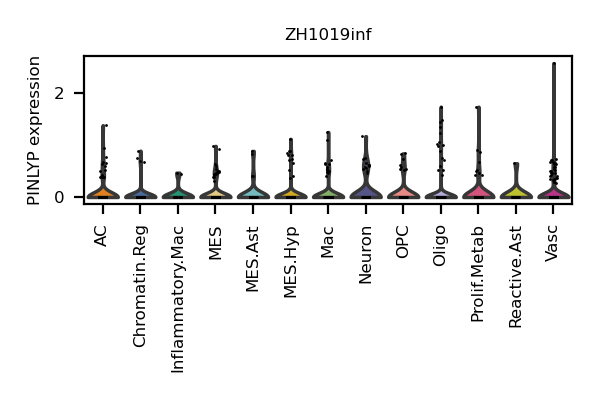 ZH1019inf
PINLYP expression
2
0
AC
Chromatin.Reg
Inflammatory.Mac
MES
MES.Ast
MES.Hyp
Mac
Neuron
OPC
Oligo
Prolif.Metab
Reactive.Ast
Vasc